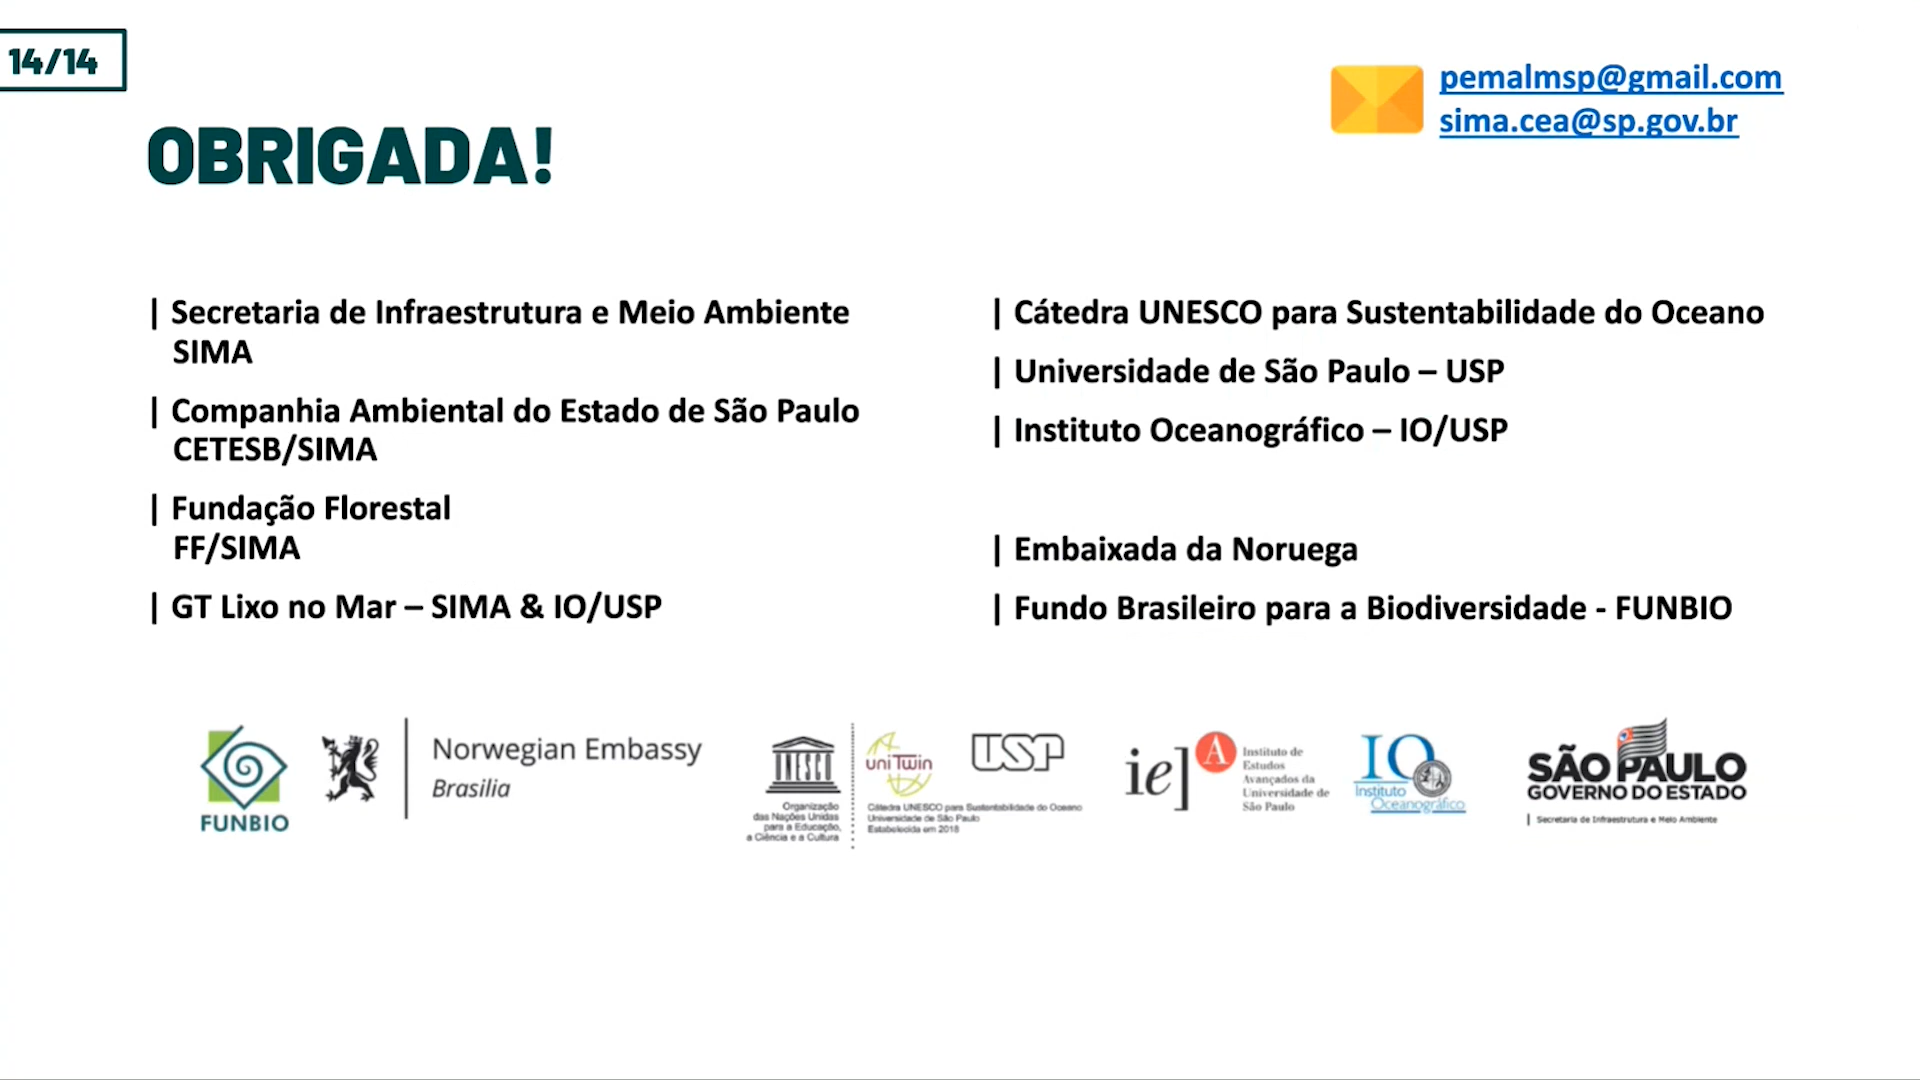 14/14
pemalmsp@gmail.com
sima.cea@sp.gov.br
OBRIGADA!
| Secretaria de Infraestrutura e Meio Ambiente
SIMA
| Companhia Ambiental do Estado de São Paulo
CETESB/SIMA
| Fundação Florestal
FF/SIMA
| GT Lixo no Mar – SIMA & IO/USP
| Cátedra UNESCO para Sustentabilidade do Oceano
| Universidade de São Paulo – USP
| Instituto Oceanográfico – IO/USP
| Embaixada da Noruega
| Fundo Brasileiro para a Biodiversidade - FUNBIO
FUNBIO
Norwegian Embassy
Brasilia
UNESCO
Organização
das Nações Unidas
para a Educação,
a Ciência e a Cultura
uniTwin
USP
Cátedra UNESCO para Sustentabilidade do Oceano
Universidade de São Paulo
Estabelecida em 2018
ie]A
Instituto de
Estudos
Avançados da
Universidade de
São Paulo
IO
Instituto
Oceanográfico
SÃO PAULO
GOVERNO DO ESTADO
| Secretaria de Infraestrutura e Meio Ambiente